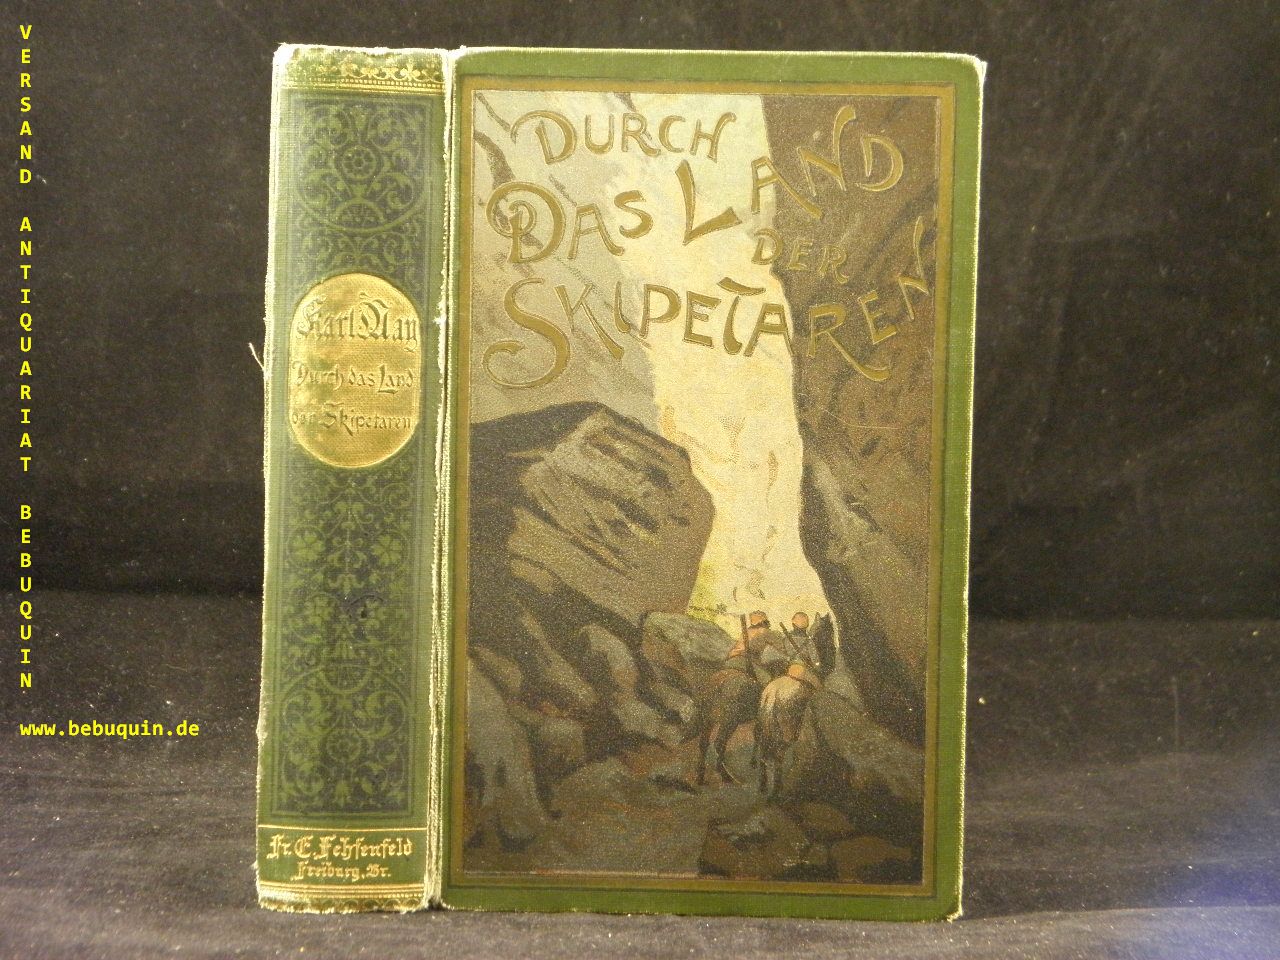 VERSAND ANTIQUARIAT BEBUQUIN
www.bebuquin.de
Karl May
Durch das Land
der Skipetaren
Fr. E. Fehsenfeld
Freiburg, Br.
DURCH
DAS LAND
DER
SKIPETAREN